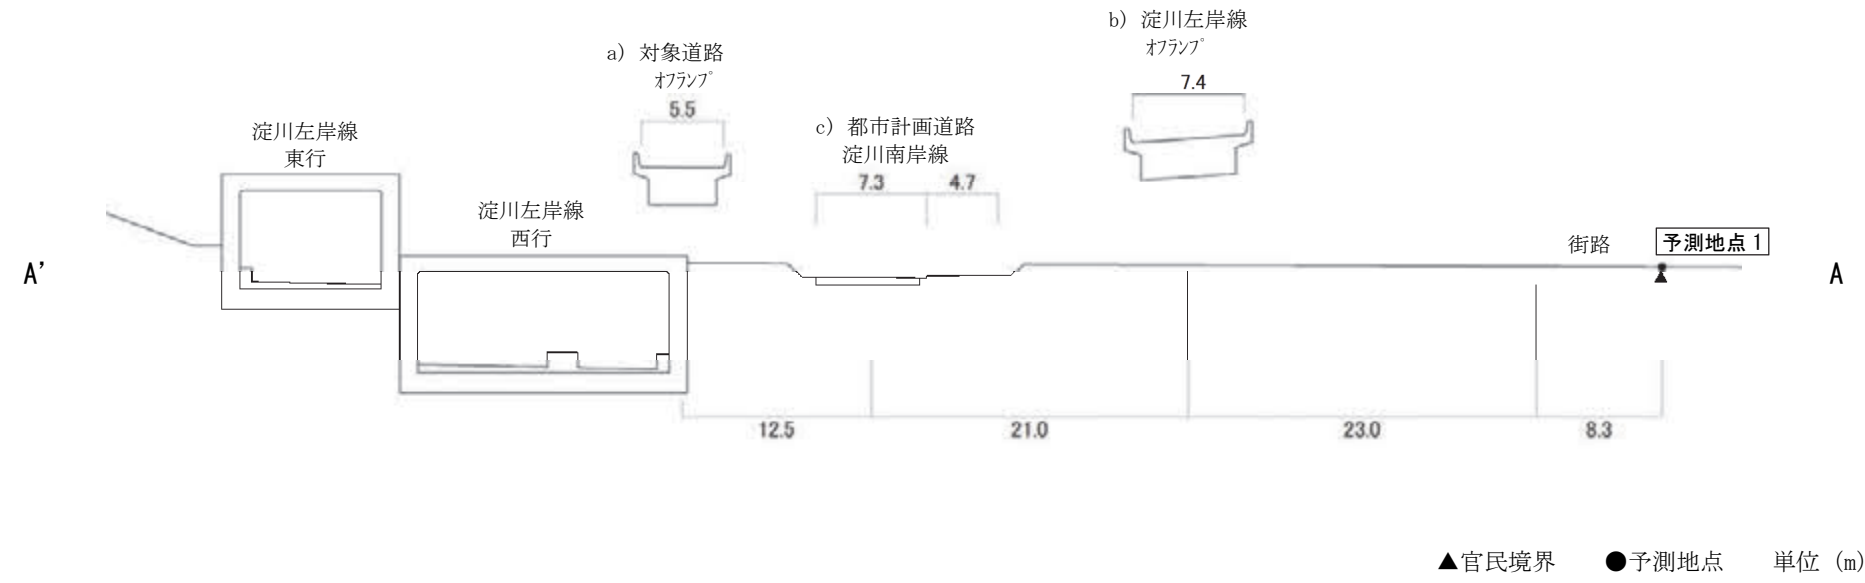 b) 淀川左岸線
ｵﾌﾗﾝﾌﾟ
7.4
a) 対象道路
ｵﾌﾗﾝﾌﾟ
5.5
淀川左岸線
東行
c) 都市計画道路
淀川南岸線
7.3
4.7
淀川左岸線
西行
街路
予測地点1
A'
A
12.5
21.0
23.0
8.3
▲官民境界 ●予測地点 単位 (m)